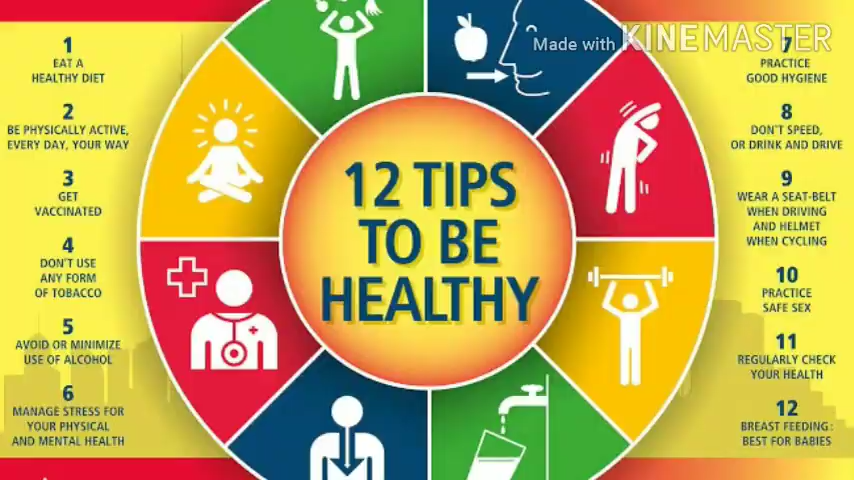 1
EAT A
HEALTHY DIET
2
BE PHYSICALLY ACTIVE,
EVERY DAY, YOUR WAY
3
GET
VACCINATED
4
DON'T USE
ANY FORM
OF TOBACCO
5
AVOID OR MINIMIZE
USE OF ALCOHOL
6
MANAGE STRESS FOR
YOUR PHYSICAL
AND MENTAL HEALTH
12 TIPS
TO BE
HEALTHY
Made with KINEMASTER
7
PRACTICE
GOOD HYGIENE
8
DON'T SPEED,
OR DRINK AND DRIVE
9
WEAR A SEAT-BELT
WHEN DRIVING
AND HELMET
WHEN CYCLING
10
PRACTICE
SAFE SEX
11
REGULARLY CHECK
YOUR HEALTH
12
BREAST FEEDING:
BEST FOR BABIES